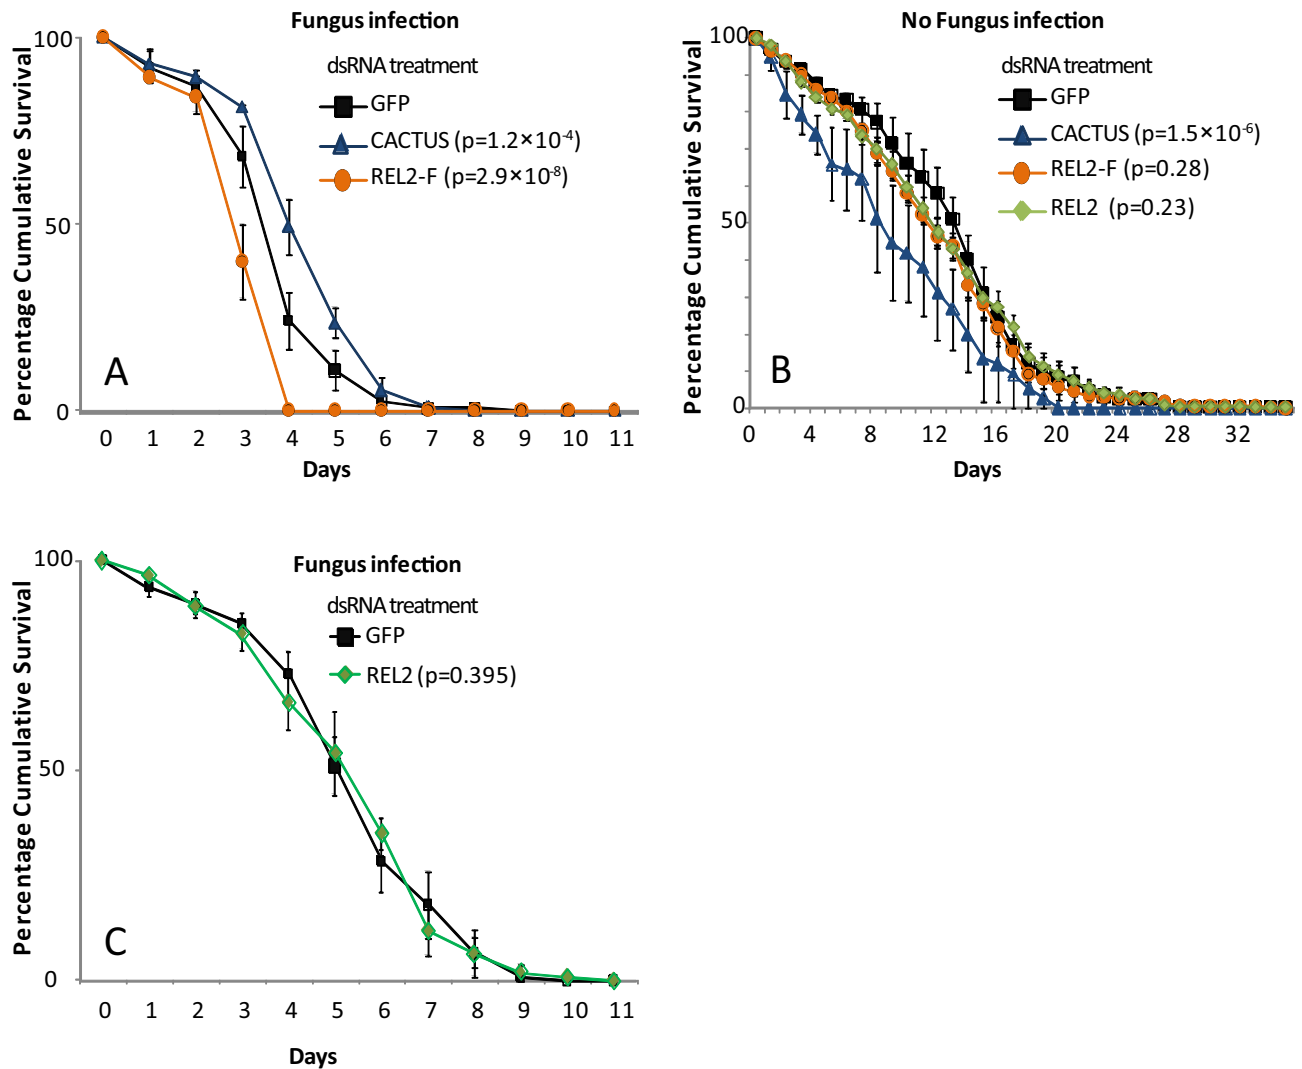 Fungus infection
Percentage Cumulative Survival
dsRNA treatment
GFP
CACTUS (p=1.2×10-4)
REL2-F (p=2.9×10-8)
100
50
0
A
0 1 2 3 4 5 6 7 8 9 10 11
Days
No Fungus infection
Percentage Cumulative Survival
dsRNA treatment
GFP
CACTUS (p=1.5×10-6)
REL2-F (p=0.28)
REL2 (p=0.23)
100
50
0
B
0 4 8 12 16 20 24 28 32
Days
Fungus infection
Percentage Cumulative Survival
dsRNA treatment
GFP
REL2 (p=0.395)
100
50
0
C
0 1 2 3 4 5 6 7 8 9 10 11
Days